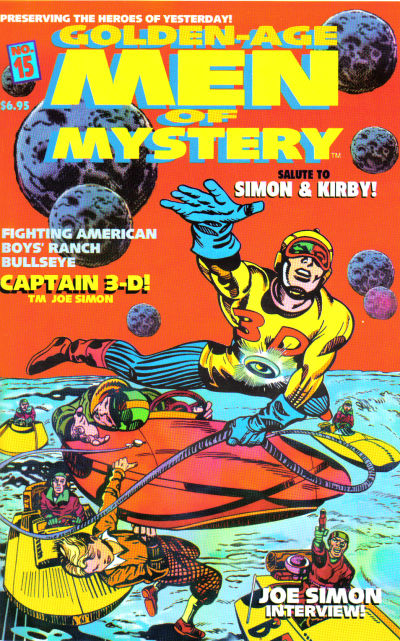 PRESERVING THE HEROES OF YESTERDAY!
NO.
15
$6.95
GOLDEN-AGE
MEN
OF
MYSTERY
TM
SALUTE TO
SIMON & KIRBY!
FIGHTING AMERICAN
BOYS' RANCH
BULLSEYE
CAPTAIN 3-D!
TM JOE SIMON
3-D
JOE SIMON
INTERVIEW!